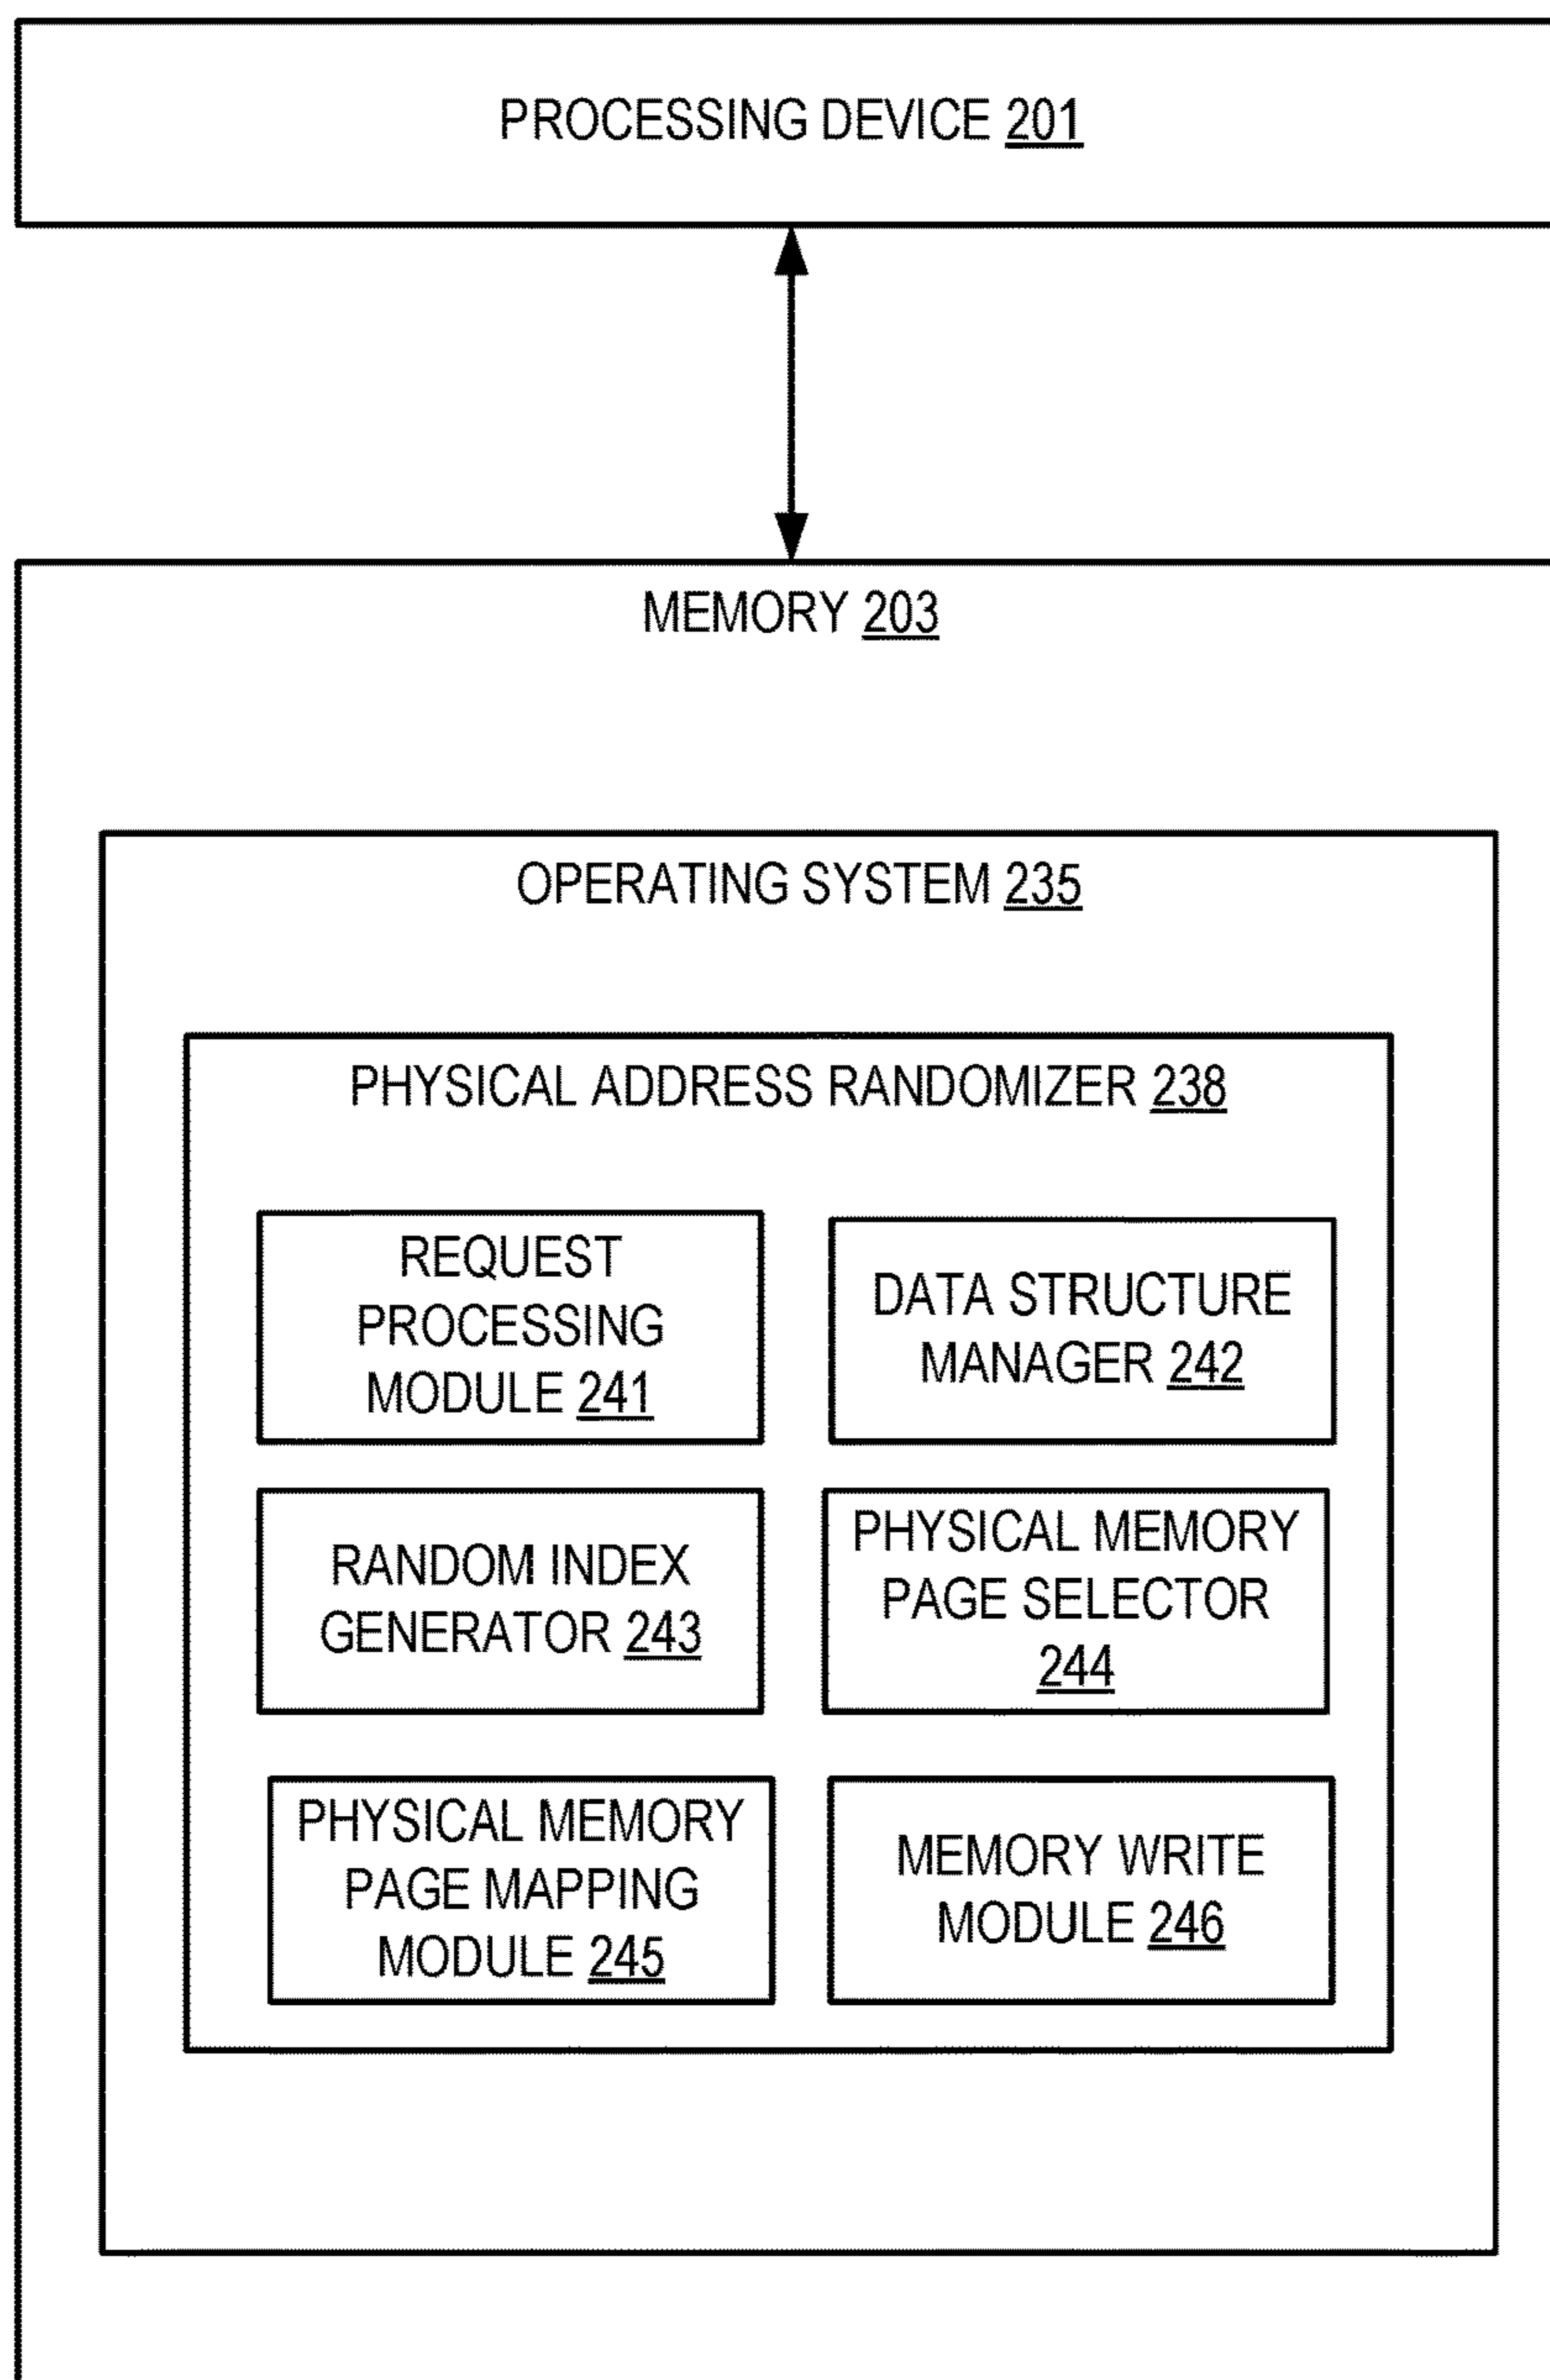 PROCESSING DEVICE 201
MEMORY 203
OPERATING SYSTEM 235
PHYSICAL ADDRESS RANDOMIZER 238
REQUEST
PROCESSING
MODULE 241
DATA STRUCTURE
MANAGER 242
RANDOM INDEX
GENERATOR 243
PHYSICAL MEMORY
PAGE SELECTOR
244
PHYSICAL MEMORY
PAGE MAPPING
MODULE 245
MEMORY WRITE
MODULE 246